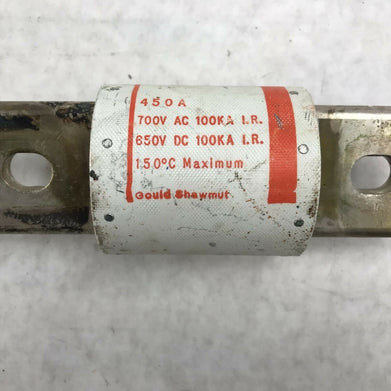 450A
700V AC 100KA I.R.
650V DC 100KA I.R.
150°C Maximum
Gould Shawmut